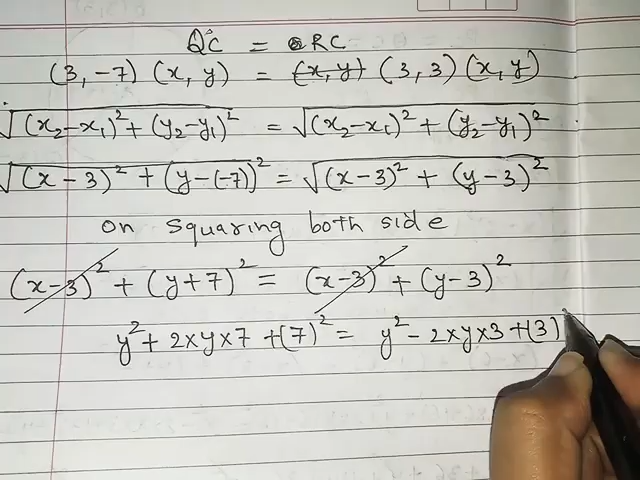 QC = RC
(3, -7) (x, y) = (x, y) (3, 3) (x, y)
√(x₂-x₁)² + (y₂-y₁)² = √(x₂-x₁)² + (y₂-y₁)²
√(x-3)² + (y-(-7))² = √(x-3)² + (y-3)²
on squaring both side
(x-3)² + (y+7)² = (x-3)² + (y-3)²
y² + 2×y×7 + (7)² = y² - 2×y×3 + (3)